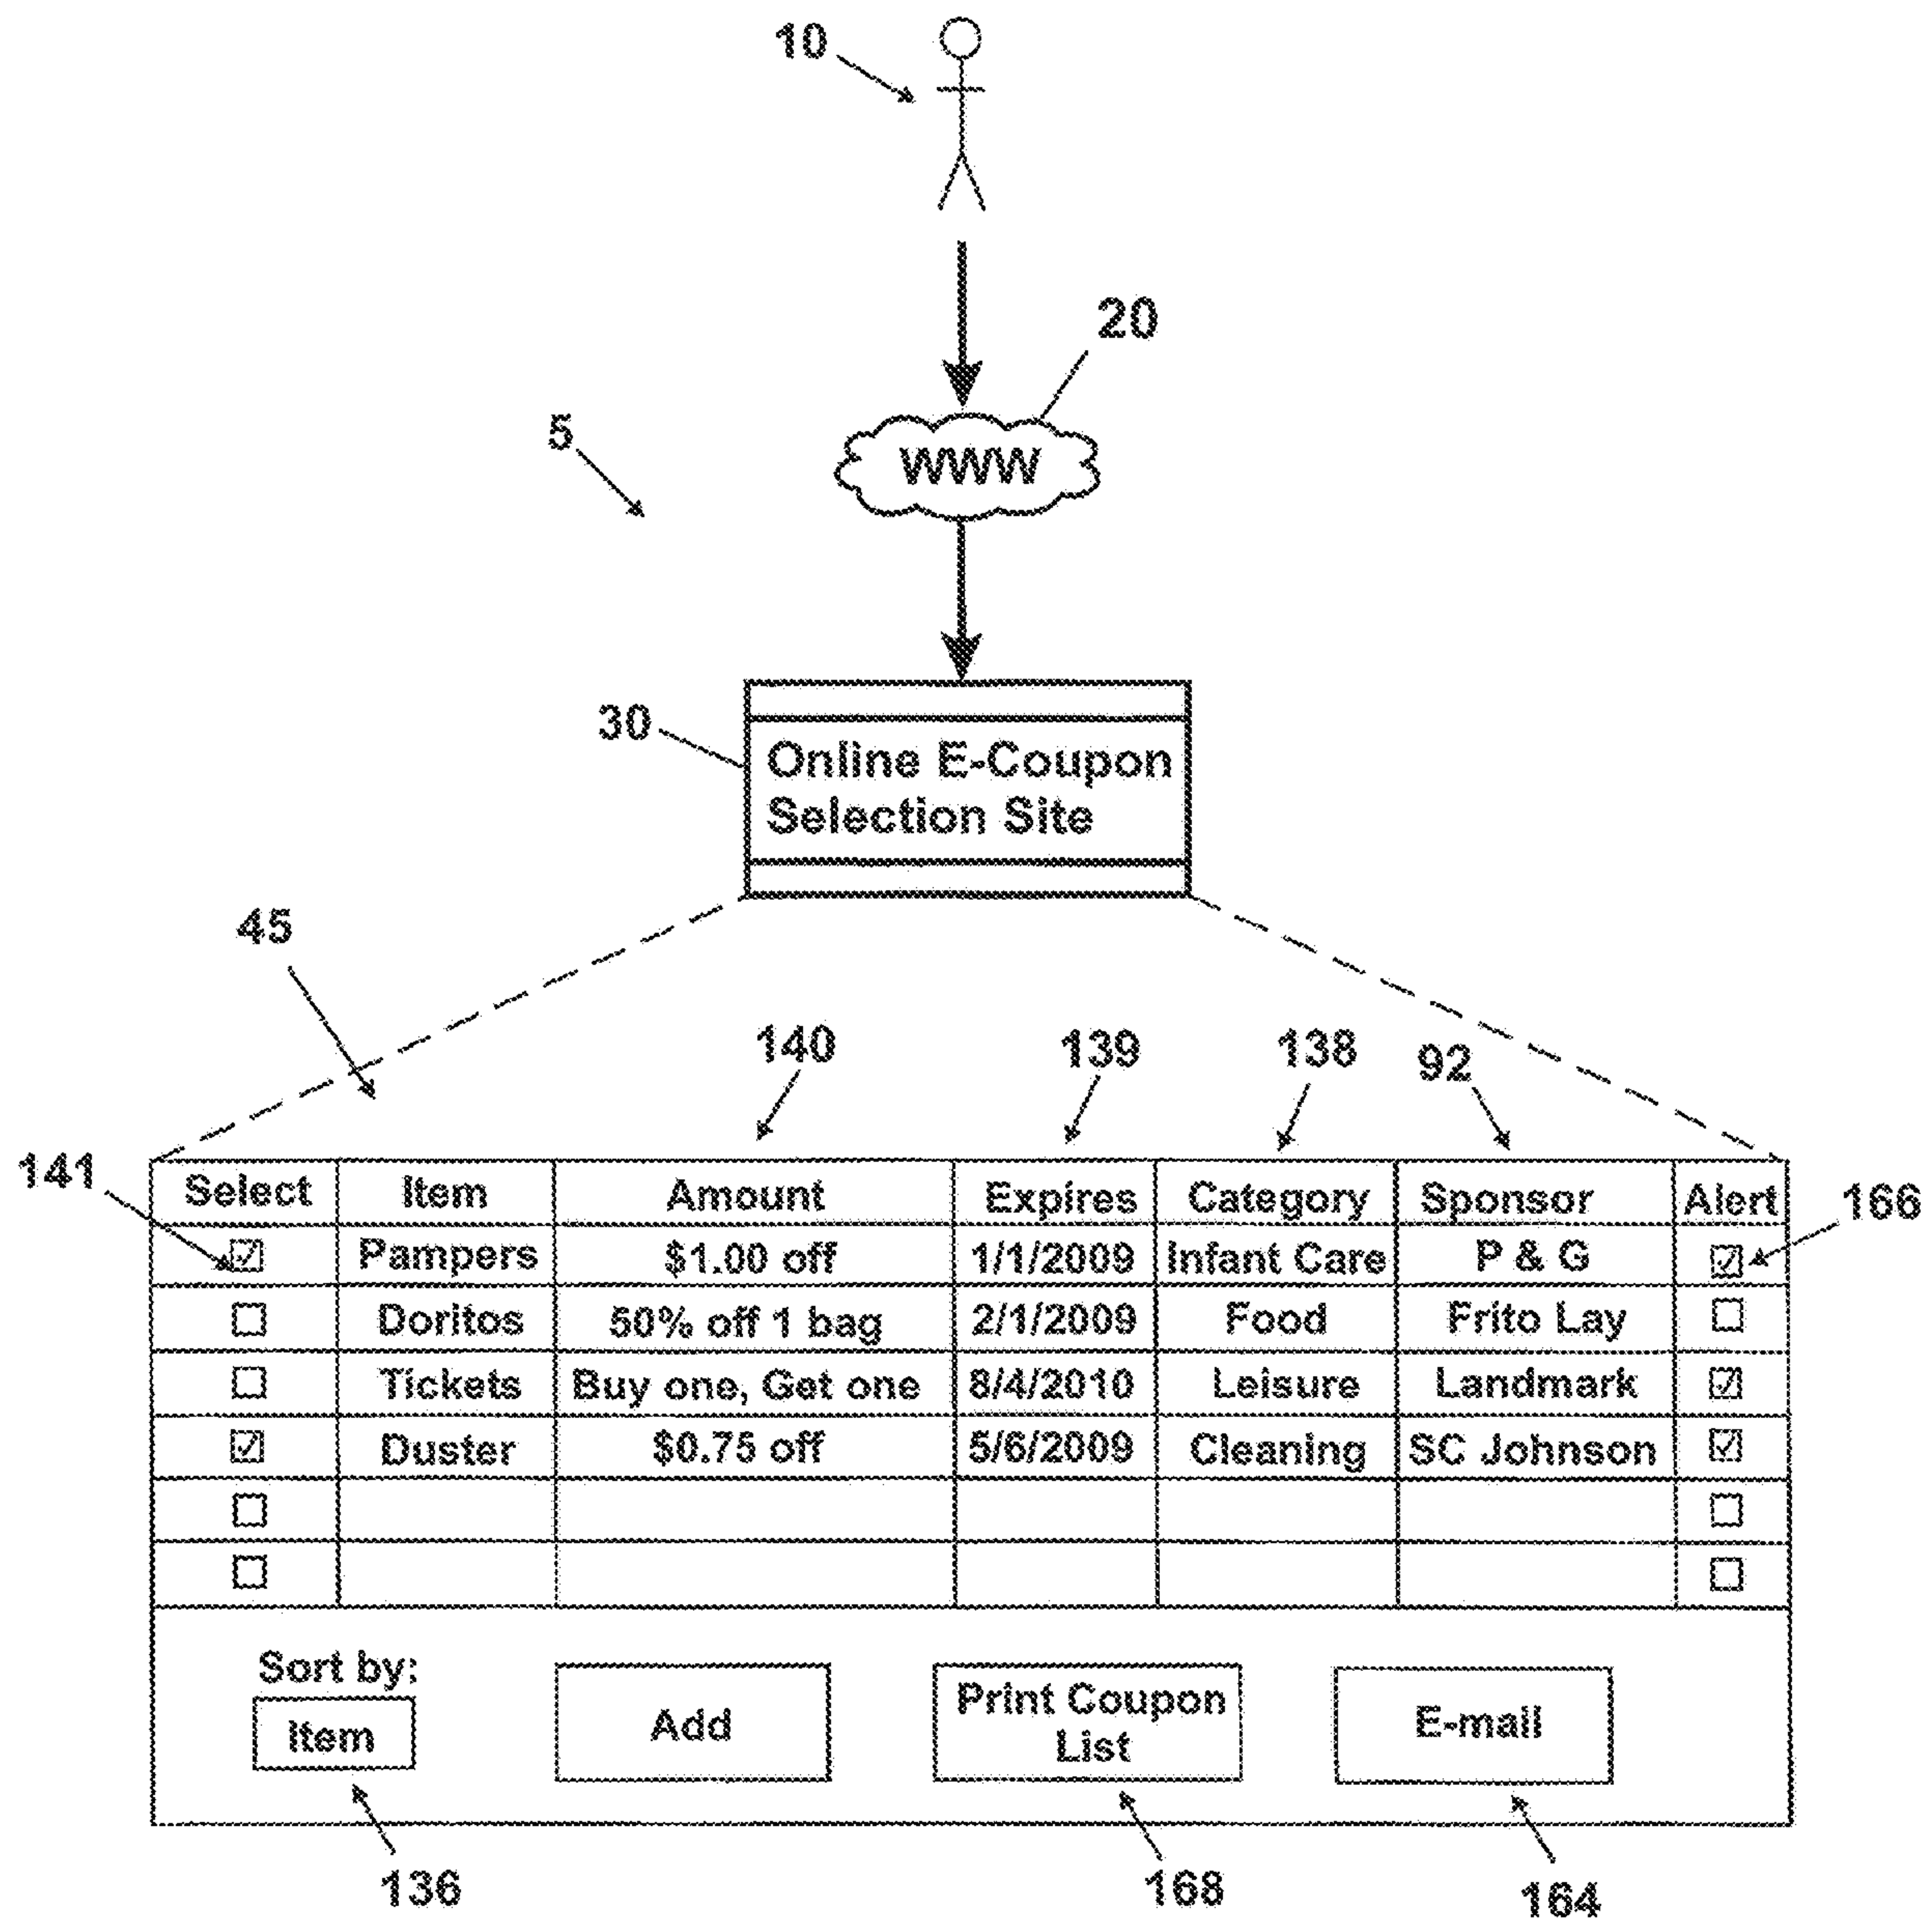 10
20
5
WWW
30
Online E-Coupon
Selection Site
45
140 139 138 92
141
Select Item Amount Expires Category Sponsor Alert
166
Pampers $1.00 off 1/1/2009 Infant Care P & G
Doritos 50% off 1 bag 2/1/2009 Food Frito Lay
Tickets Buy one, Get one 8/4/2010 Leisure Landmark
Duster $0.75 off 5/6/2009 Cleaning SC Johnson
Sort by:
Item
Add
Print Coupon
List
E-mail
136 168 164